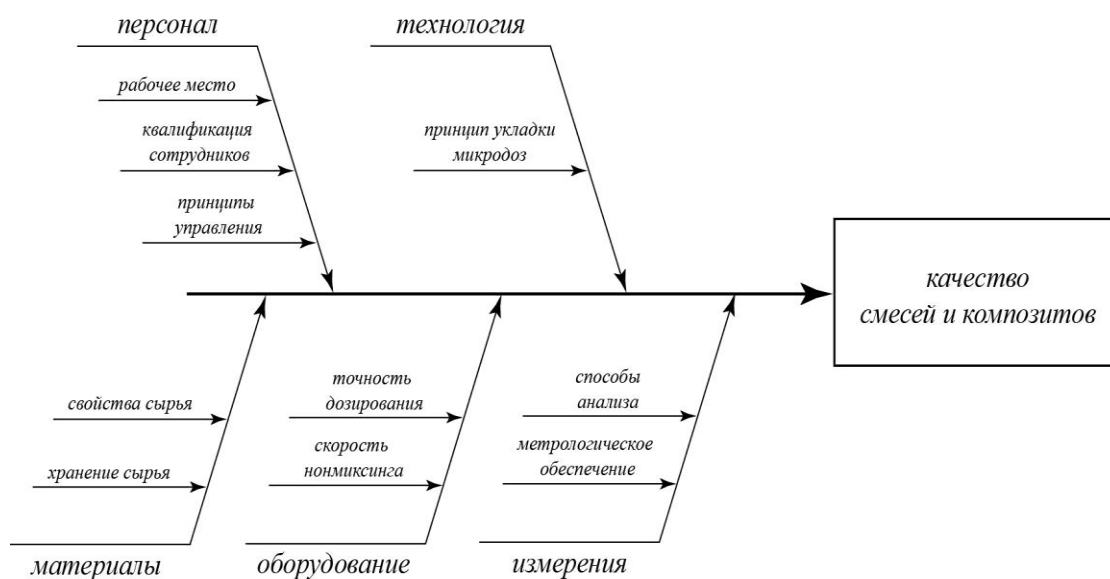 персонал
технология
рабочее место
квалификация
сотрудников
принцип укладки
микродоз
принципы
управления
качество
смесей и композитов
свойства сырья
хранение сырья
точность
дозирования
скорость
нонмиксинга
способы
анализа
метрологическое
обеспечение
материалы
оборудование
измерения